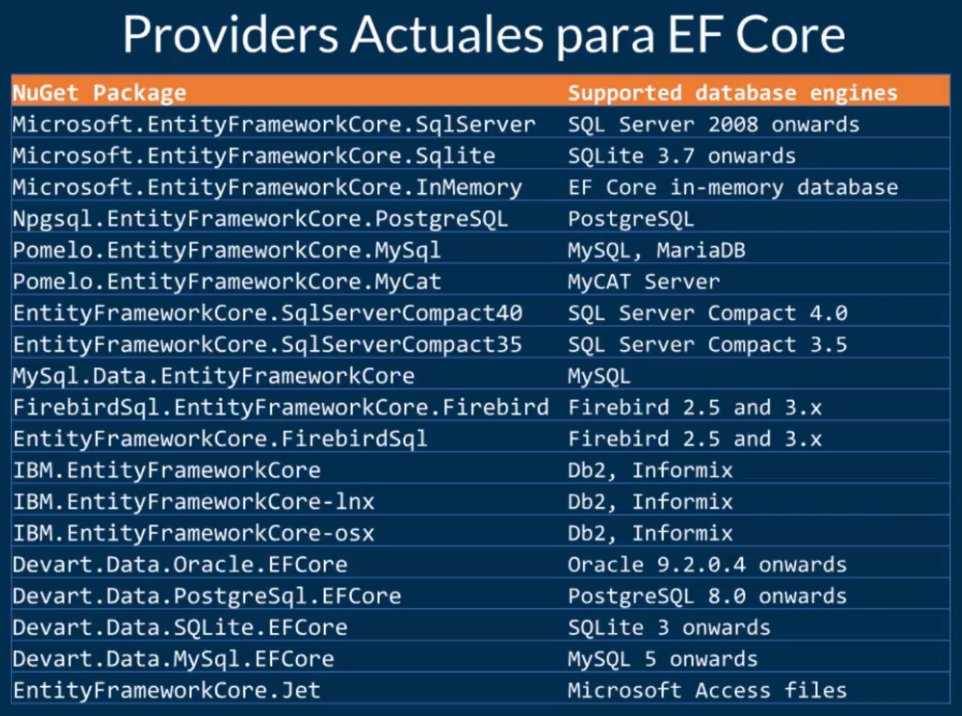 Providers Actuales para EF Core
NuGet Package Supported database engines
Microsoft.EntityFrameworkCore.SqlServer SQL Server 2008 onwards
Microsoft.EntityFrameworkCore.Sqlite SQLite 3.7 onwards
Microsoft.EntityFrameworkCore.InMemory EF Core in-memory database
Npgsql.EntityFrameworkCore.PostgreSQL PostgreSQL
Pomelo.EntityFrameworkCore.MySql MySQL, MariaDB
Pomelo.EntityFrameworkCore.MyCat MyCAT Server
EntityFrameworkCore.SqlServerCompact40 SQL Server Compact 4.0
EntityFrameworkCore.SqlServerCompact35 SQL Server Compact 3.5
MySql.Data.EntityFrameworkCore MySQL
FirebirdSql.EntityFrameworkCore.Firebird Firebird 2.5 and 3.x
EntityFrameworkCore.FirebirdSql Firebird 2.5 and 3.x
IBM.EntityFrameworkCore Db2, Informix
IBM.EntityFrameworkCore-lnx Db2, Informix
IBM.EntityFrameworkCore-osx Db2, Informix
Devart.Data.Oracle.EFCore Oracle 9.2.0.4 onwards
Devart.Data.PostgreSql.EFCore PostgreSQL 8.0 onwards
Devart.Data.SQLite.EFCore SQLite 3 onwards
Devart.Data.MySql.EFCore MySQL 5 onwards
EntityFrameworkCore.Jet Microsoft Access files